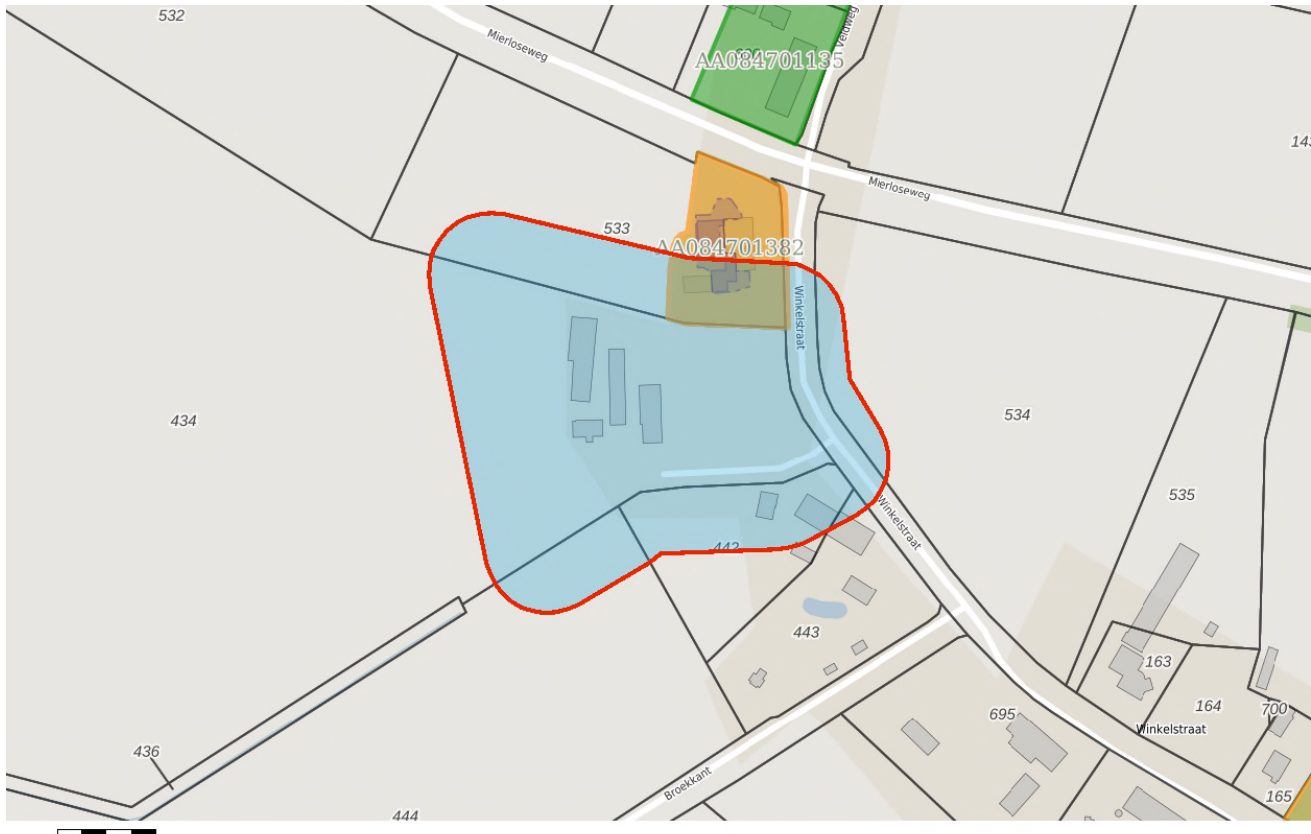 532
Mierloseweg
Veldweg
AA084701135
143
Mierloseweg
533
AA084701382
Winkelstraat
434
534
535
Winkelstraat
442
443
163
164
700
695
Winkelstraat
436
Broekkant
165
444